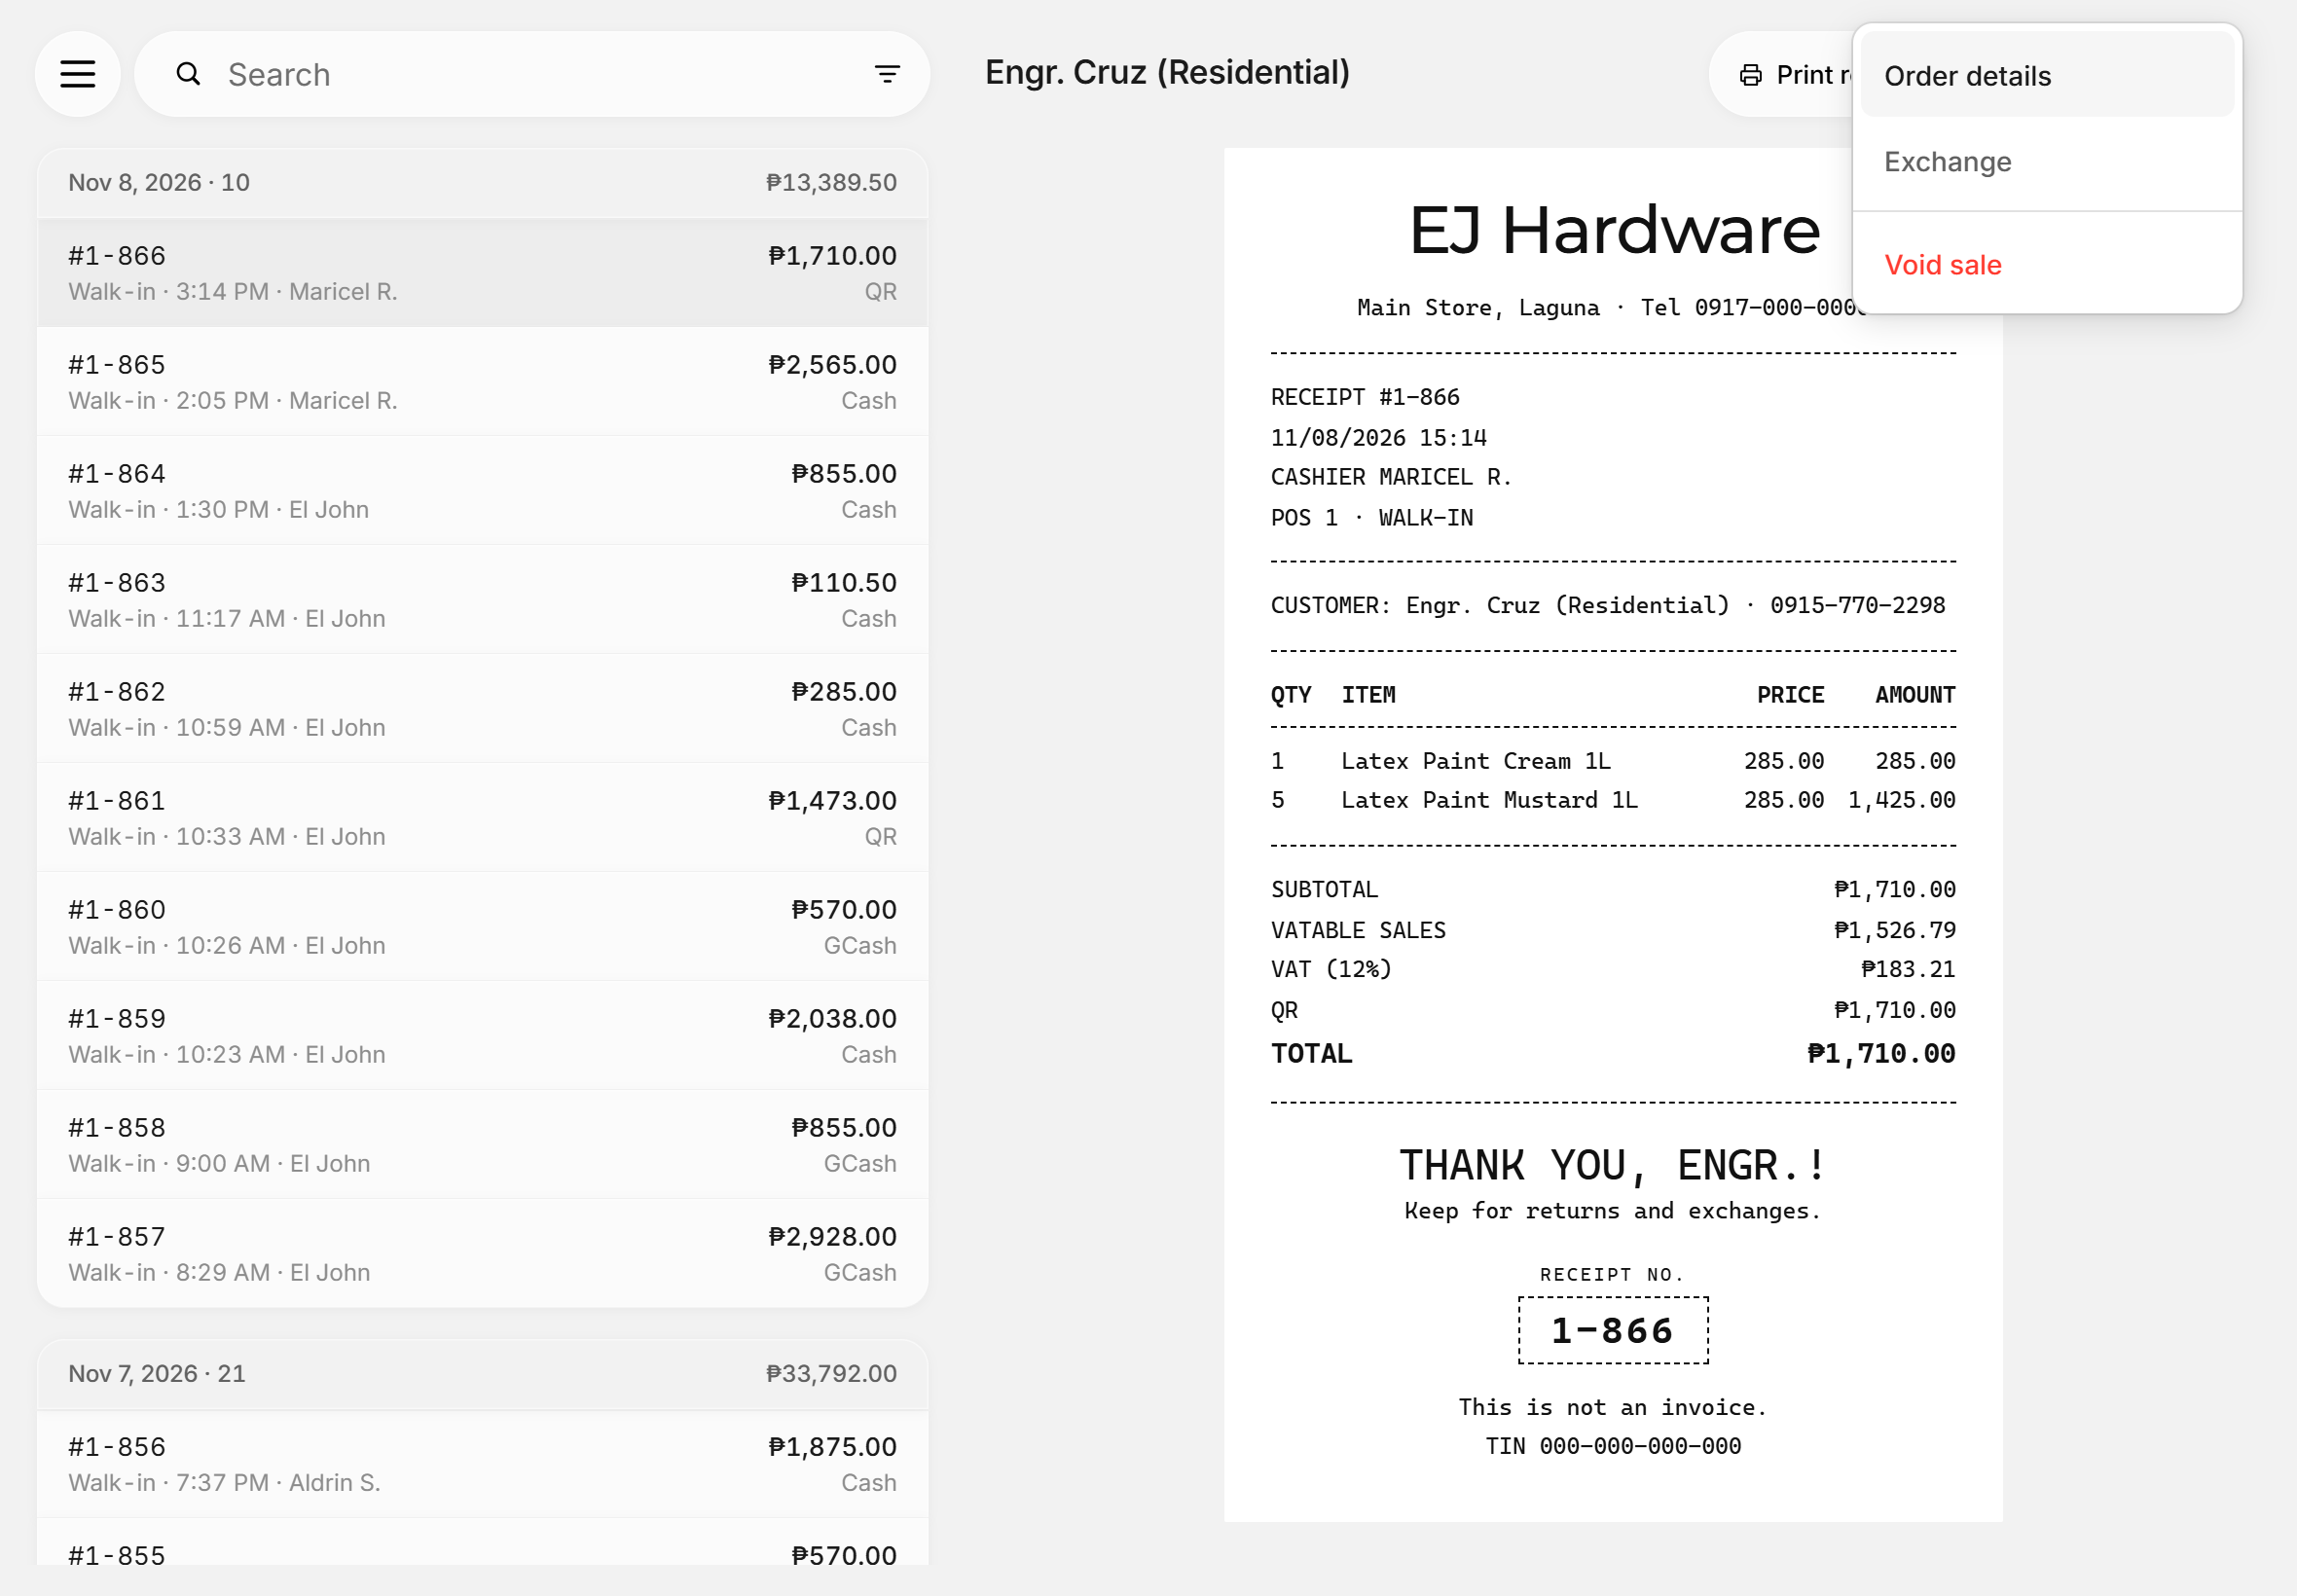 Search
Nov 8, 2026 · 10 ₱13,389.50
#1-866 ₱1,710.00
Walk-in · 3:14 PM · Maricel R. QR
#1-865 ₱2,565.00
Walk-in · 2:05 PM · Maricel R. Cash
#1-864 ₱855.00
Walk-in · 1:30 PM · El John Cash
#1-863 ₱110.50
Walk-in · 11:17 AM · El John Cash
#1-862 ₱285.00
Walk-in · 10:59 AM · El John Cash
#1-861 ₱1,473.00
Walk-in · 10:33 AM · El John QR
#1-860 ₱570.00
Walk-in · 10:26 AM · El John GCash
#1-859 ₱2,038.00
Walk-in · 10:23 AM · El John Cash
#1-858 ₱855.00
Walk-in · 9:00 AM · El John GCash
#1-857 ₱2,928.00
Walk-in · 8:29 AM · El John GCash
Nov 7, 2026 · 21 ₱33,792.00
#1-856 ₱1,875.00
Walk-in · 7:37 PM · Aldrin S. Cash
#1-855 ₱570.00
Engr. Cruz (Residential)
Print
Order details
Exchange
Void sale
EJ Hardware
Main Store, Laguna · Tel 0917-000-000
RECEIPT #1-866
11/08/2026 15:14
CASHIER MARICEL R.
POS 1 · WALK-IN
CUSTOMER: Engr. Cruz (Residential) · 0915-770-2298
QTY ITEM PRICE AMOUNT
1 Latex Paint Cream 1L 285.00 285.00
5 Latex Paint Mustard 1L 285.00 1,425.00
SUBTOTAL ₱1,710.00
VATABLE SALES ₱1,526.79
VAT (12%) ₱183.21
QR ₱1,710.00
TOTAL ₱1,710.00
THANK YOU, ENGR.!
Keep for returns and exchanges.
RECEIPT NO.
1-866
This is not an invoice.
TIN 000-000-000-000